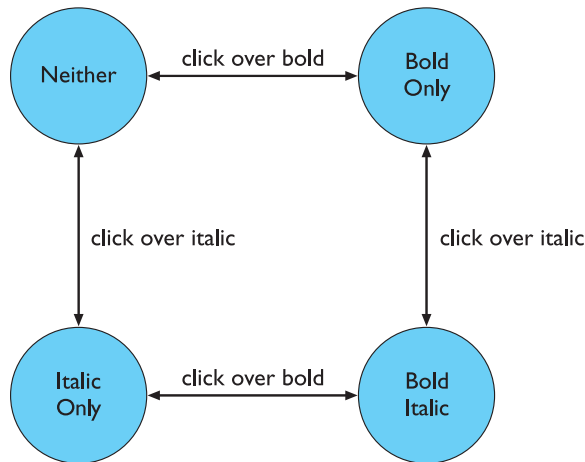 Neither
click over bold
Bold
Only
click over italic
click over italic
Italic
Only
click over bold
Bold
Italic